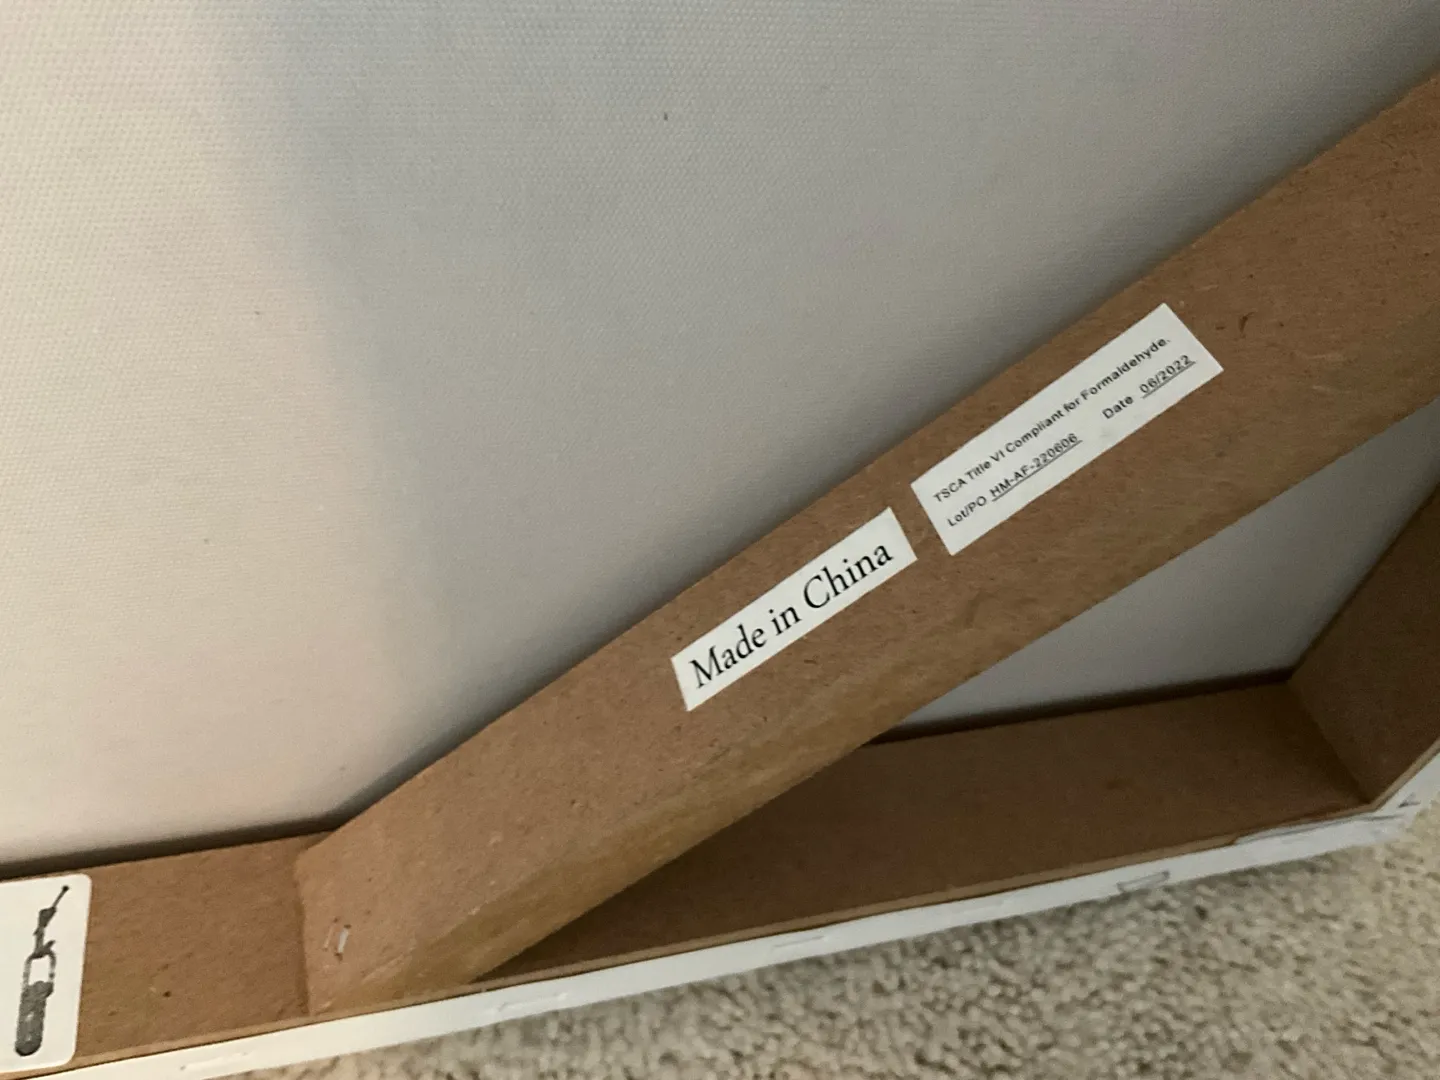 Made in China
TSCA Title VI Compliant for Formaldehyde.
Lot/PO HM-AF-220606 Date 06/2022